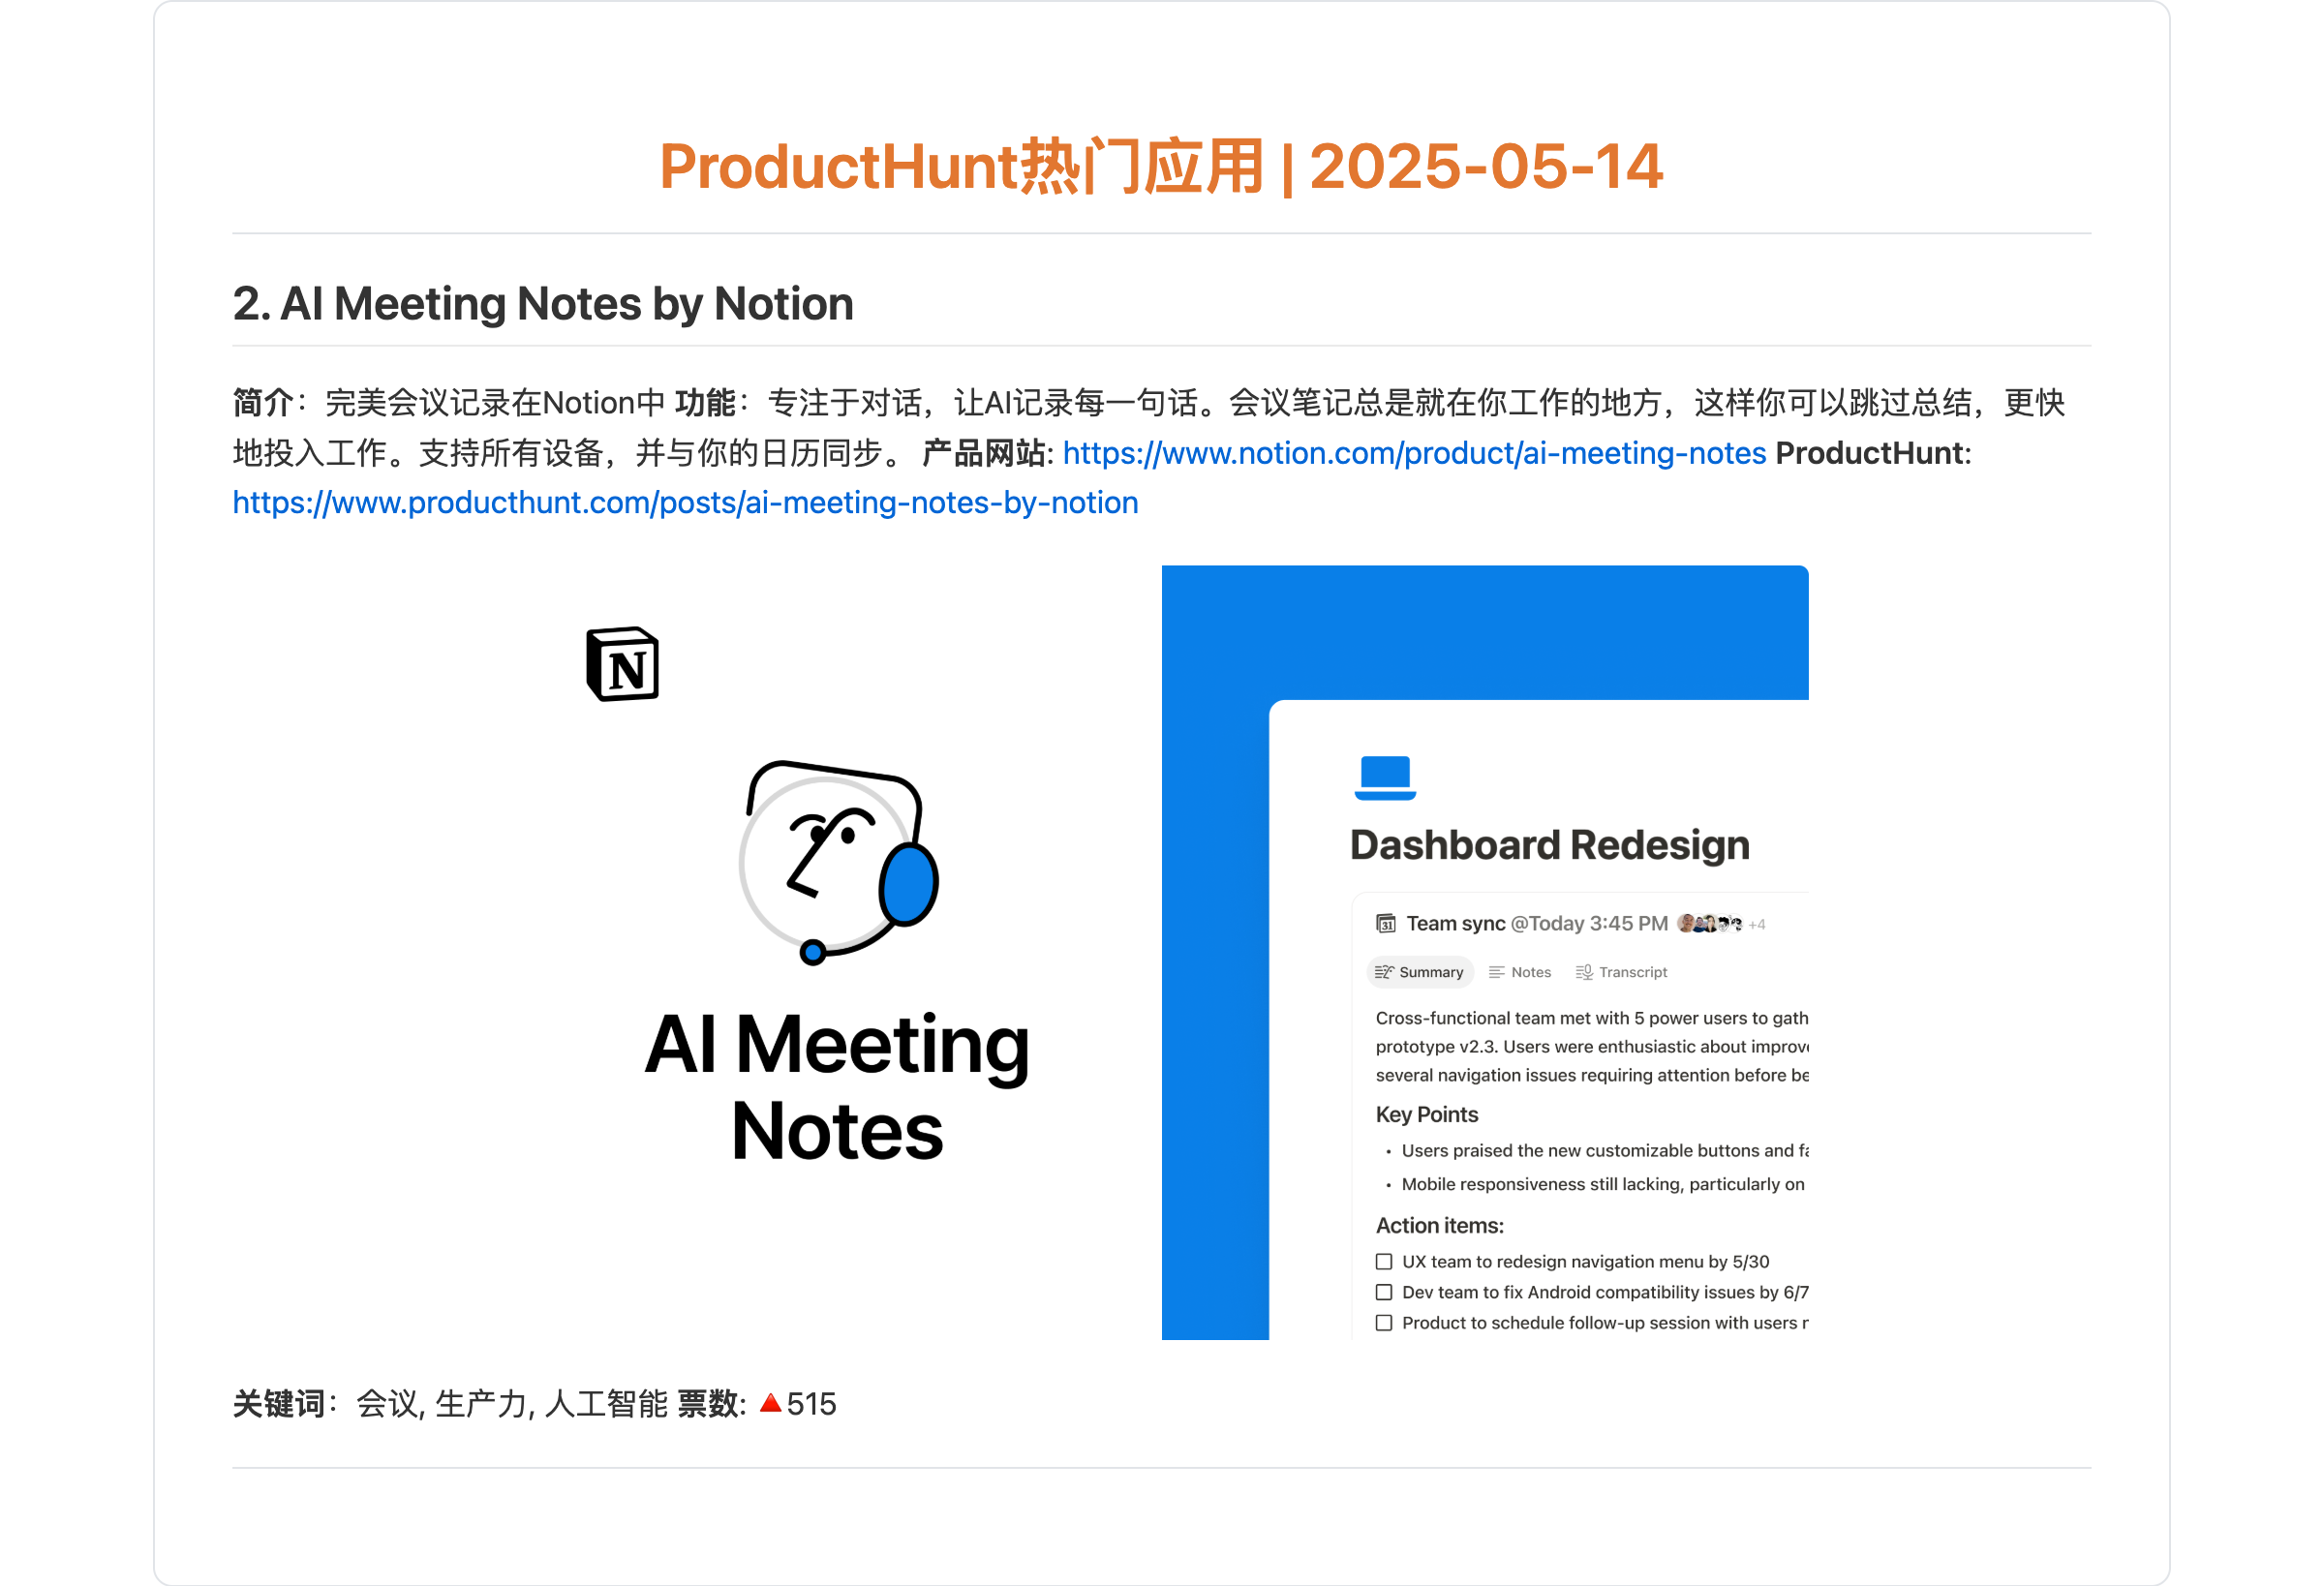 ProductHunt热门应用 | 2025-05-14
2. AI Meeting Notes by Notion
简介：完美会议记录在Notion中 功能：专注于对话，让AI记录每一句话。会议笔记总是就在你工作的地方，这样你可以跳过总结，更快
地投入工作。支持所有设备，并与你的日历同步。 产品网站: https://www.notion.com/product/ai-meeting-notes ProductHunt:
https://www.producthunt.com/posts/ai-meeting-notes-by-notion
N
AI Meeting
Notes
Dashboard Redesign
31 Team sync @Today 3:45 PM +4
Summary Notes Transcript
Cross-functional team met with 5 power users to gath
prototype v2.3. Users were enthusiastic about improve
several navigation issues requiring attention before be
Key Points
• Users praised the new customizable buttons and fa
• Mobile responsiveness still lacking, particularly on
Action items:
UX team to redesign navigation menu by 5/30
Dev team to fix Android compatibility issues by 6/7
Product to schedule follow-up session with users
关键词：会议, 生产力, 人工智能 票数: 🔺515